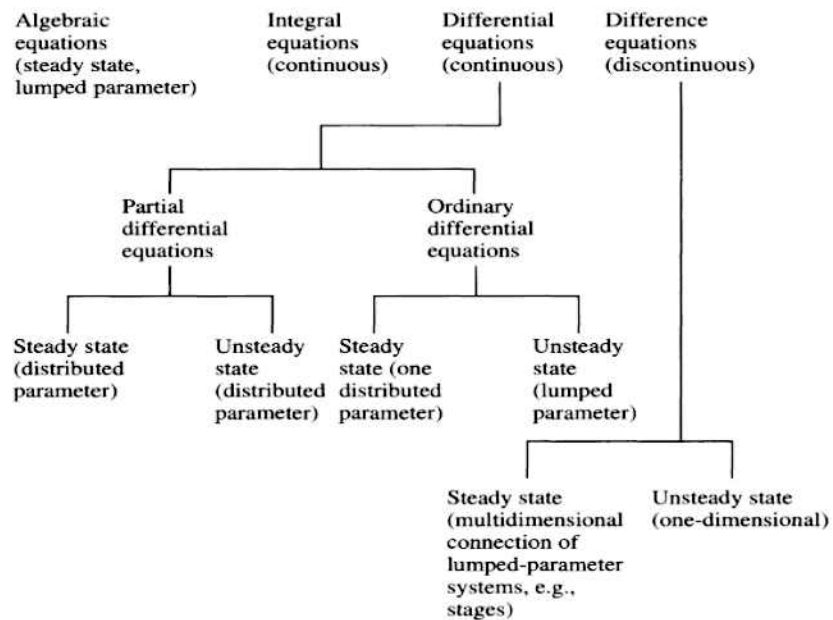 Algebraic
equations
(steady state,
lumped parameter)
Integral
equations
(continuous)
Differential
equations
(continuous)
Difference
equations
(discontinuous)
Partial
differential
equations
Ordinary
differential
equations
Steady state
(distributed
parameter)
Unsteady
state
(distributed
parameter)
Steady
state (one
distributed
parameter)
Unsteady
state
(lumped
parameter)
Steady state
(multidimensional
connection of
lumped-parameter
systems, e.g.,
stages)
Unsteady state
(one-dimensional)